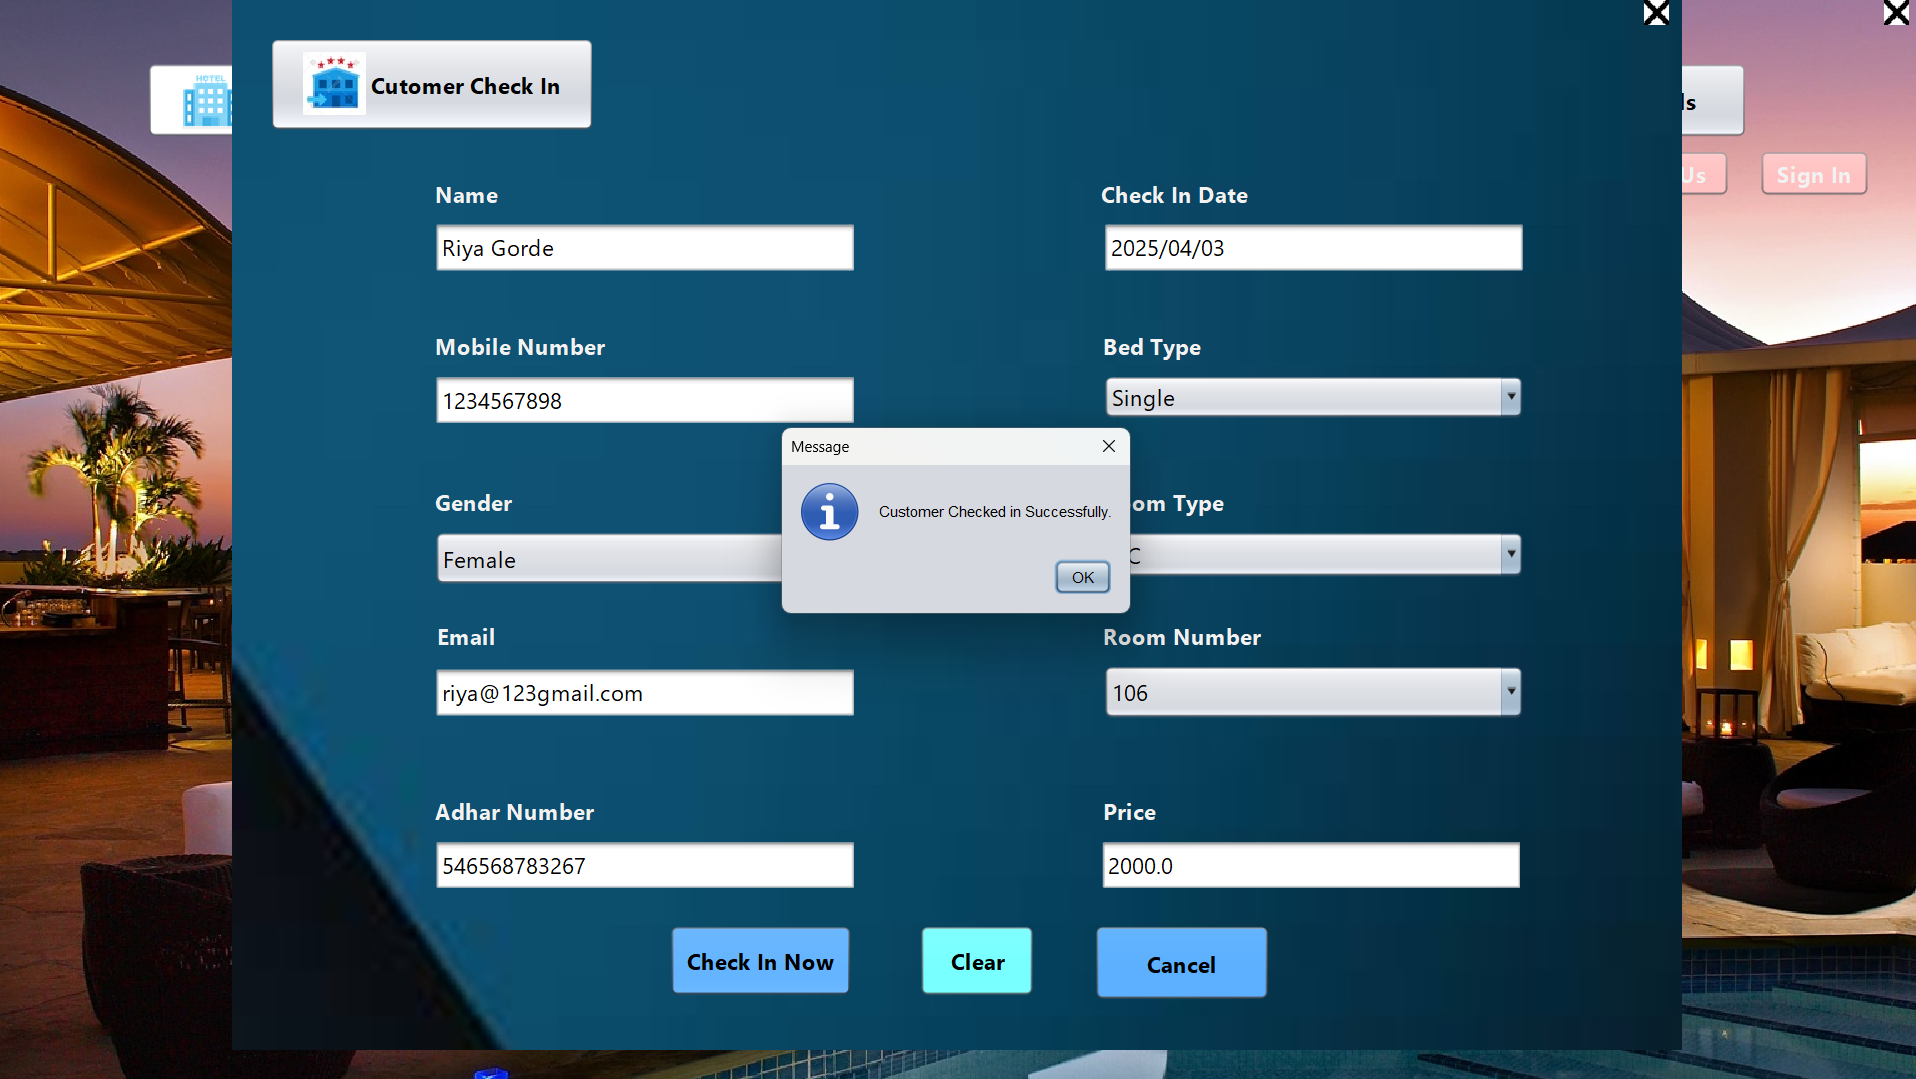 HOTEL
Cutomer Check In
ls
Us
Sign In
Name
Check In Date
Riya Gorde
2025/04/03
Mobile Number
Bed Type
1234567898
Single
Message
Customer Checked in Successfully.
OK
Gender
om Type
Female
C
Email
Room Number
riya@123gmail.com
106
Adhar Number
Price
546568783267
2000.0
Check In Now
Clear
Cancel